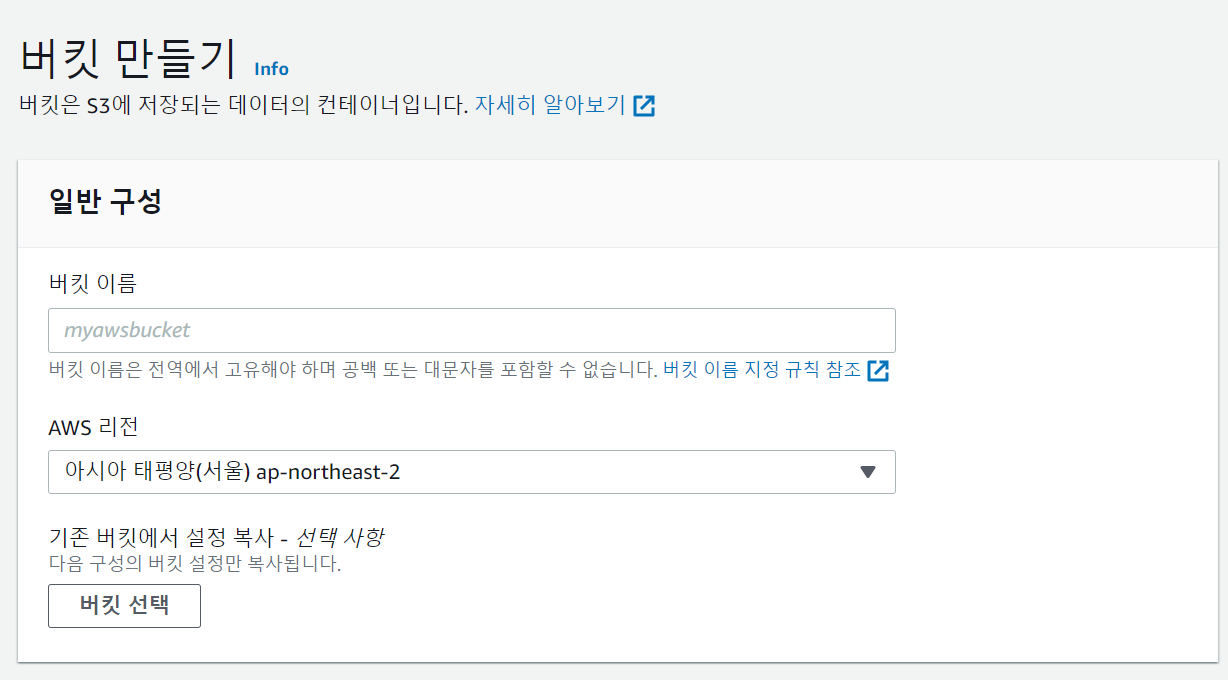 버킷 만들기 Info
버킷은 S3에 저장되는 데이터의 컨테이너입니다. 자세히 알아보기
일반 구성
버킷 이름
myawsbucket
버킷 이름은 전역에서 고유해야 하며 공백 또는 대문자를 포함할 수 없습니다. 버킷 이름 지정 규칙 참조
AWS 리전
아시아 태평양(서울) ap-northeast-2
기존 버킷에서 설정 복사 - 선택 사항
다음 구성의 버킷 설정만 복사됩니다.
버킷 선택